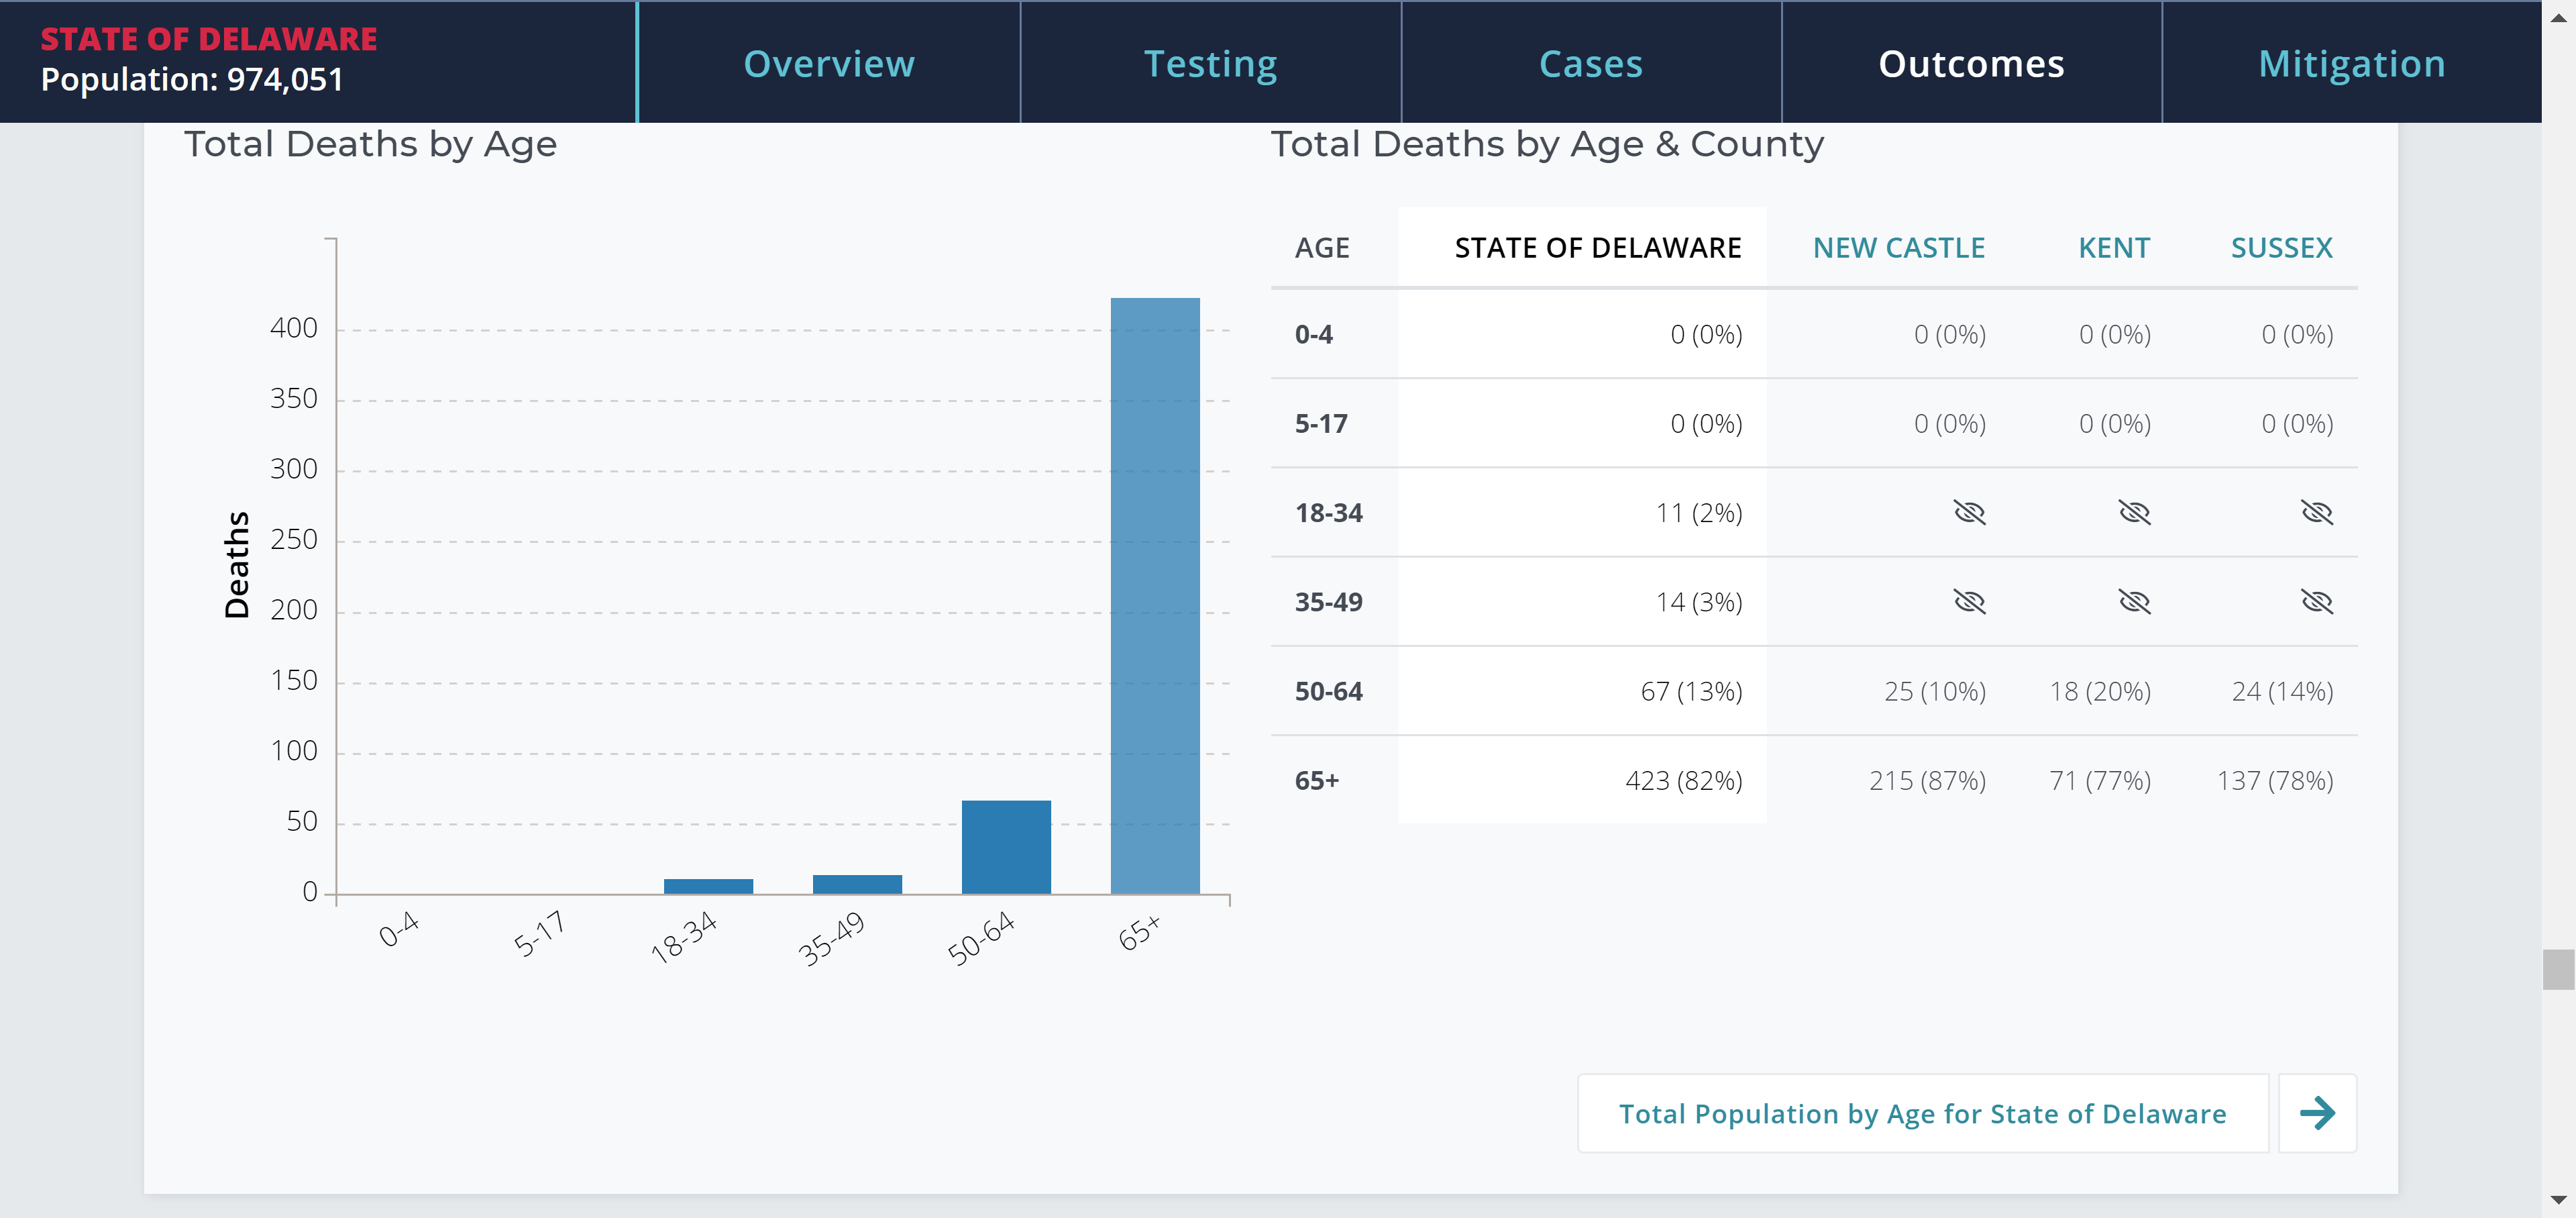 STATE OF DELAWARE
Population: 974,051
Overview
Testing
Cases
Outcomes
Mitigation
Total Deaths by Age
Deaths
400
350
300
250
200
150
100
50
0
0-4
5-17
18-34
35-49
50-64
65+
Total Deaths by Age & County
AGE STATE OF DELAWARE NEW CASTLE KENT SUSSEX
0-4 0 (0%) 0 (0%) 0 (0%) 0 (0%)
5-17 0 (0%) 0 (0%) 0 (0%) 0 (0%)
18-34 11 (2%)
35-49 14 (3%)
50-64 67 (13%) 25 (10%) 18 (20%) 24 (14%)
65+ 423 (82%) 215 (87%) 71 (77%) 137 (78%)
Total Population by Age for State of Delaware